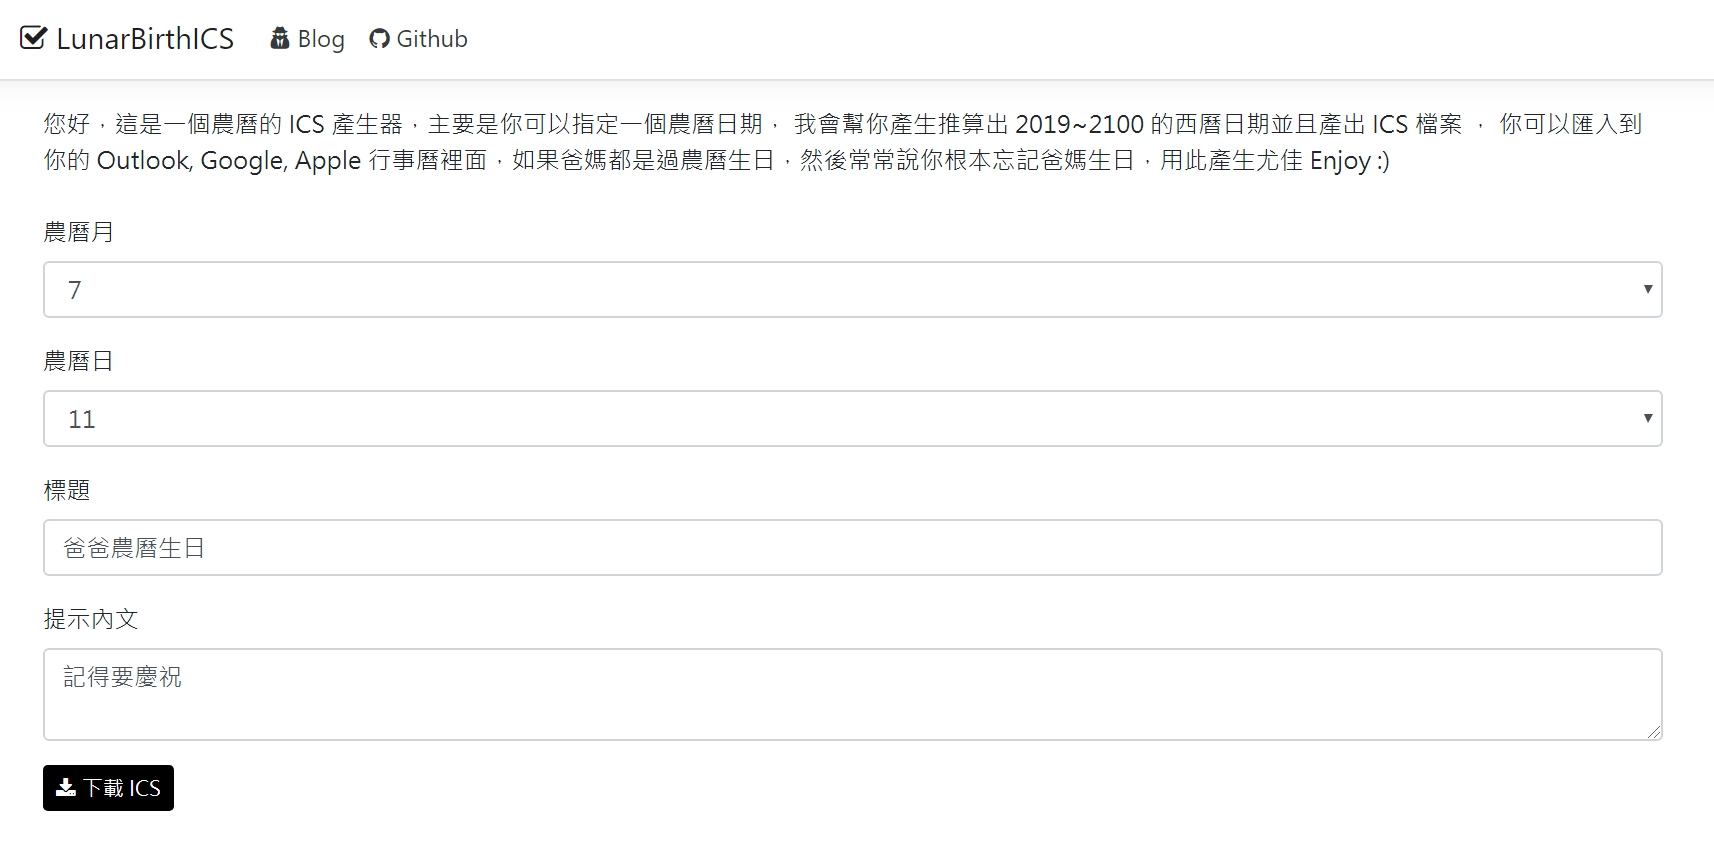 LunarBirthICS Blog Github
您好，這是一個農曆的 ICS 產生器，主要是你可以指定一個農曆日期， 我會幫你產生推算出 2019~2100 的西曆日期並且產出 ICS 檔案 ， 你可以匯入到
你的 Outlook, Google, Apple 行事曆裡面，如果爸媽都是過農曆生日，然後常常說你根本忘記爸媽生日，用此產生尤佳 Enjoy :)
農曆月
7
農曆日
11
標題
爸爸農曆生日
提示內文
記得要慶祝
下載 ICS